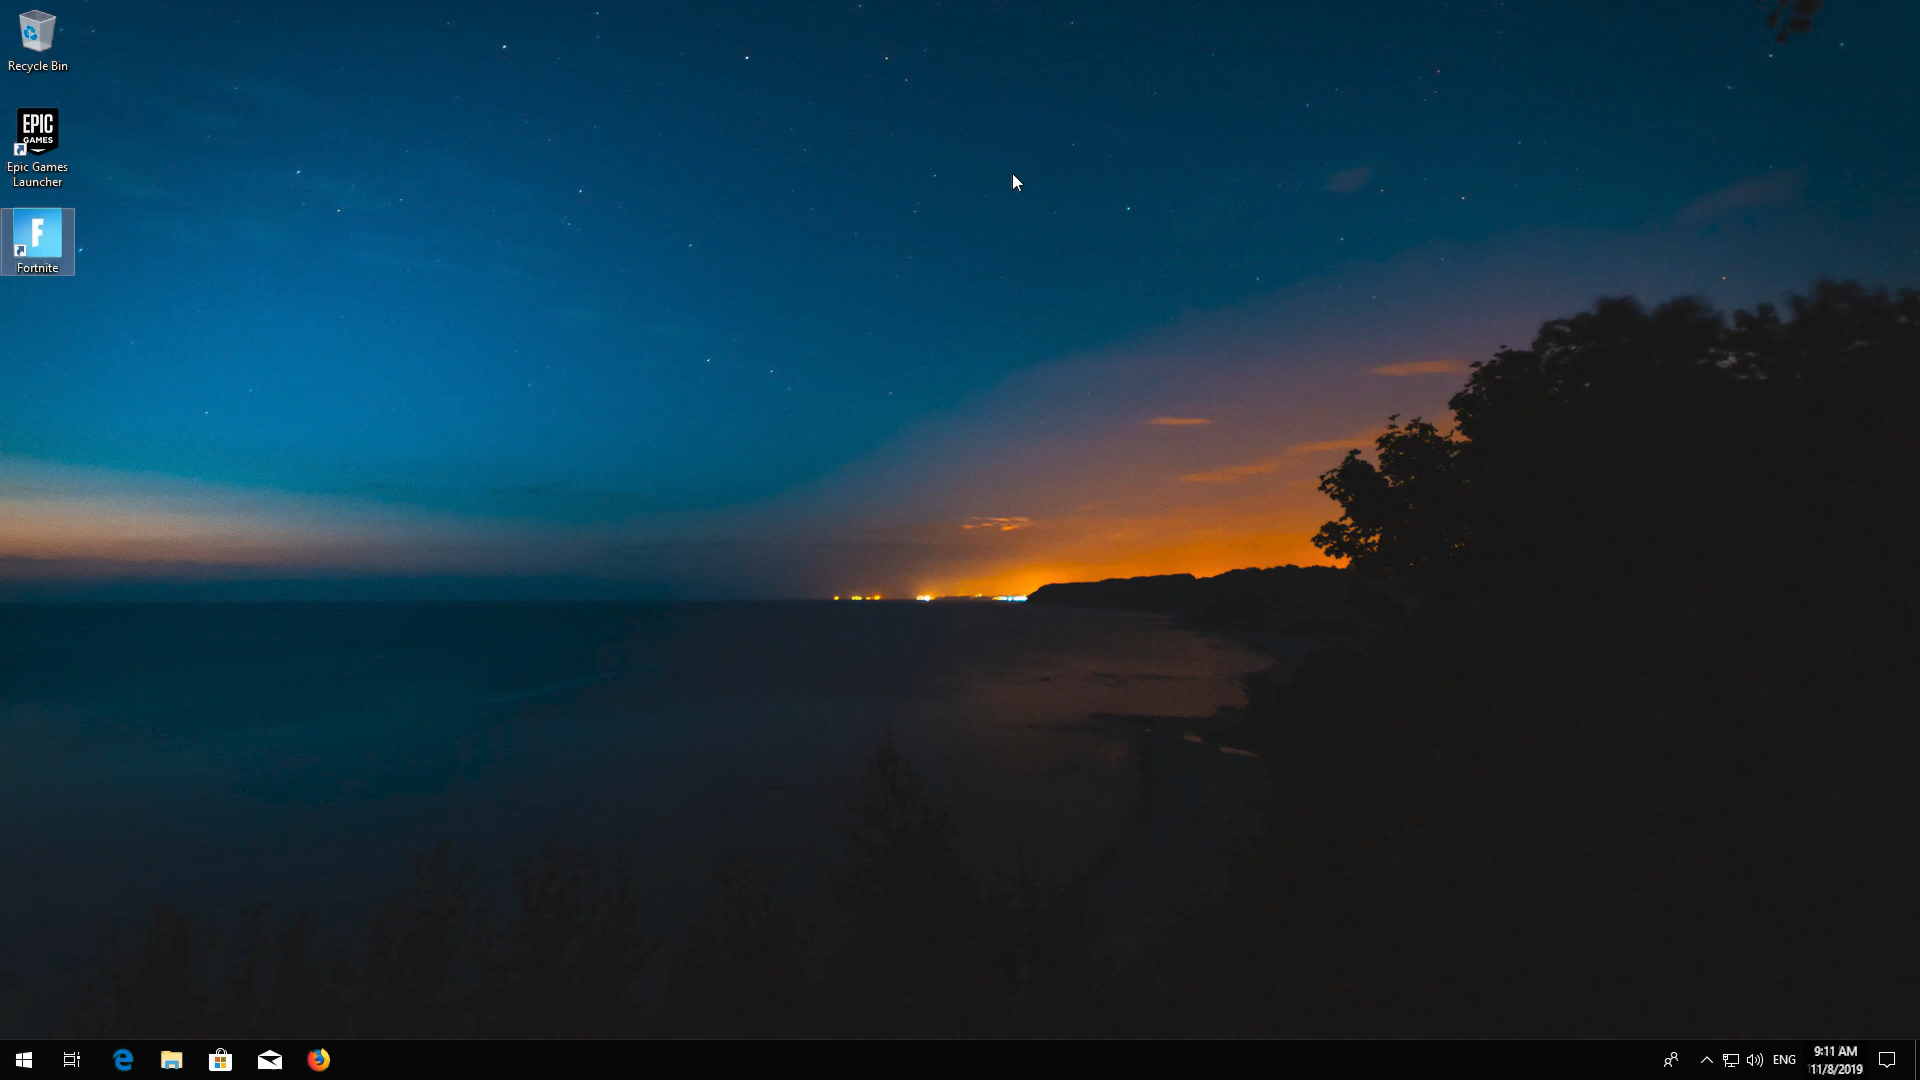 Recycle Bin
EPIC
GAMES
Epic Games
Launcher
F
Fortnite
ENG
9:11 AM
11/8/2019